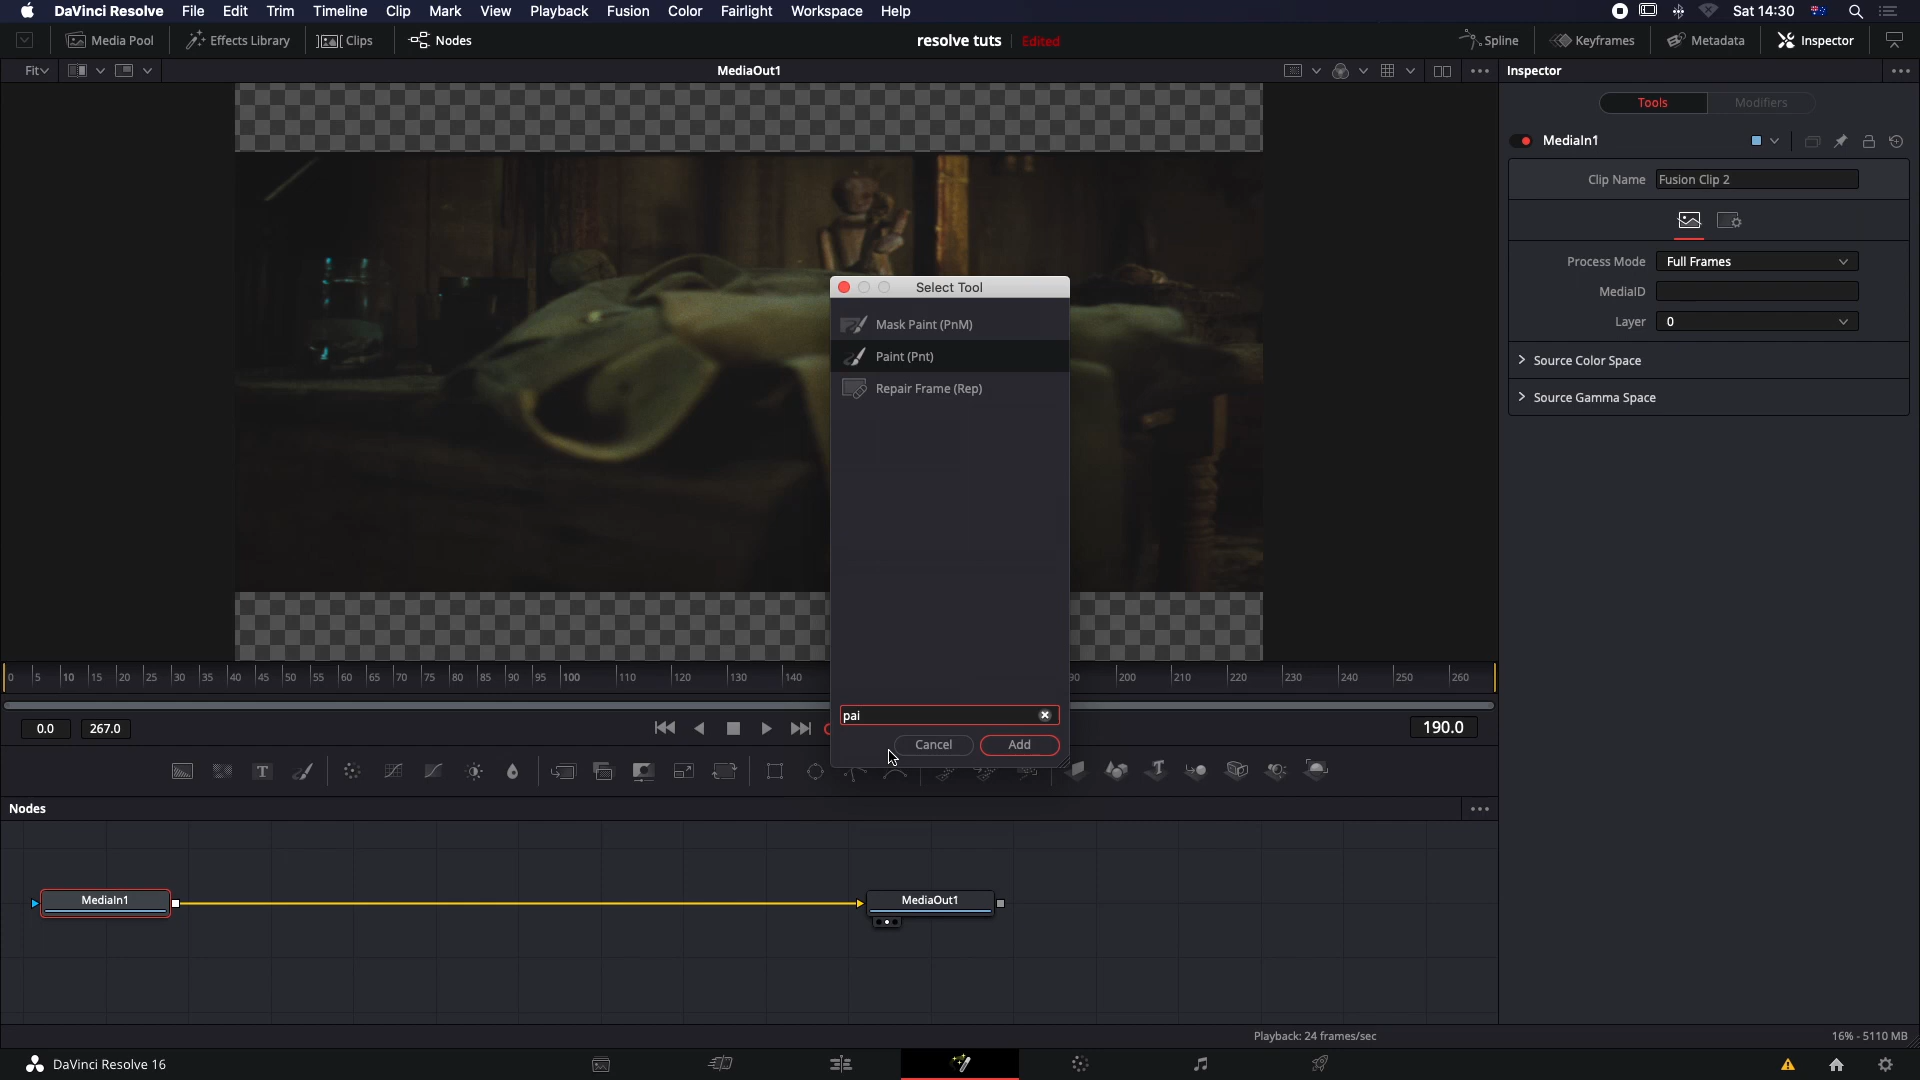 DaVinci Resolve File Edit Trim Timeline Clip Mark View Playback Fusion Color Fairlight Workspace Help Sat 14:30
Media Pool Effects Library Clips Nodes resolve tuts Edited Spline Keyframes Metadata Inspector
Fit MediaOut1 Inspector
Tools Modifiers
MediaIn1
Clip Name Fusion Clip 2
Process Mode Full Frames
MediaID
Layer 0
Source Color Space
Source Gamma Space
Select Tool
Mask Paint (PnM)
Paint (Pnt)
Repair Frame (Rep)
pai
Cancel Add
0 5 10 15 20 25 30 35 40 45 50 55 60 65 70 75 80 85 90 95 100 110 120 130 140 90 200 210 220 230 240 250 260
0.0 267.0 190.0
T T
Nodes
MediaIn1 MediaOut1
Playback: 24 frames/sec 16% - 5110 MB
DaVinci Resolve 16